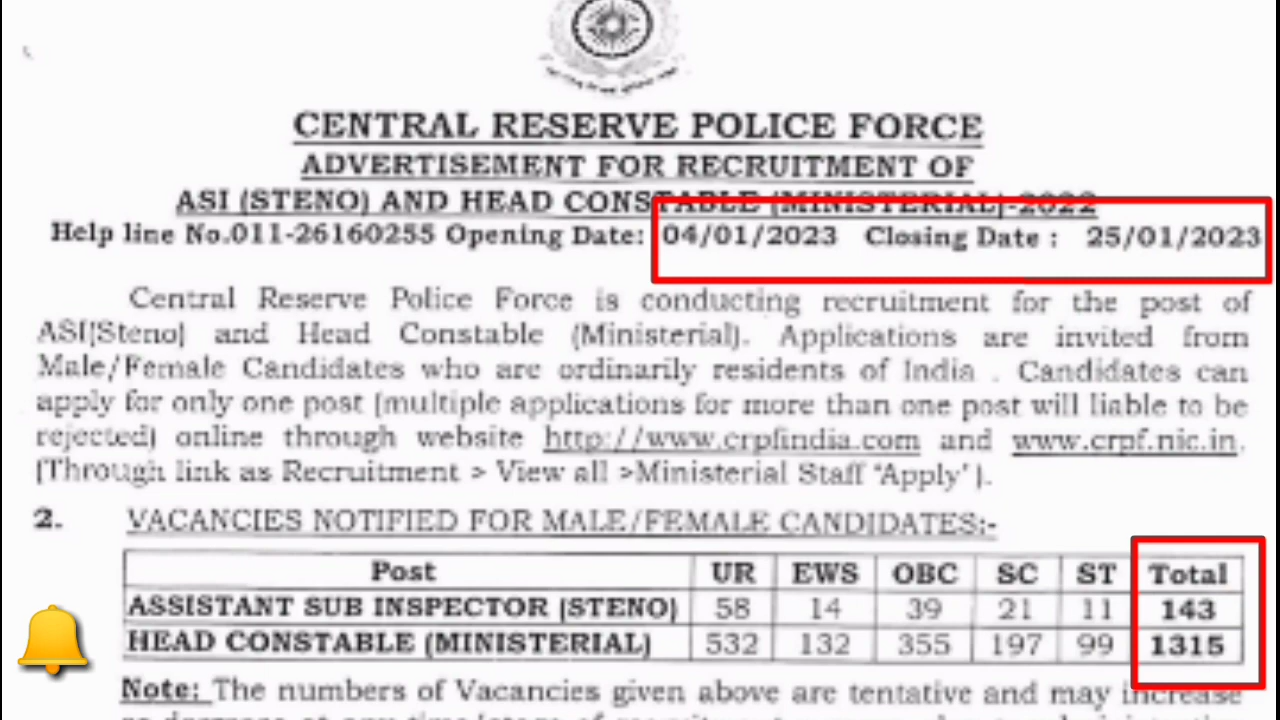 CENTRAL RESERVE POLICE FORCE
ADVERTISEMENT FOR RECRUITMENT OF
ASI (STENO) AND HEAD CONSTABLE (MINISTERIAL)-2022
Help line No.011-26160255 Opening Date: 04/01/2023 Closing Date : 25/01/2023
Central Reserve Police Force is conducting recruitment for the post of
ASI(Steno) and Head Constable (Ministerial). Applications are invited from
Male/Female Candidates who are ordinarily residents of India . Candidates can
apply for only one post (multiple applications for more than one post will liable to be
rejected) online through website http://www.crpfindia.com and www.crpf.nic.in.
(Through link as Recruitment > View all >Ministerial Staff "Apply' ).
2. VACANCIES NOTIFIED FOR MALE/FEMALE CANDIDATES:-
Post UR EWS OBC SC ST Total
ASSISTANT SUB INSPECTOR (STENO) 58 14 39 21 11 143
HEAD CONSTABLE (MINISTERIAL) 532 132 355 197 99 1315
Note: The numbers of Vacancies given above are tentative and may increase